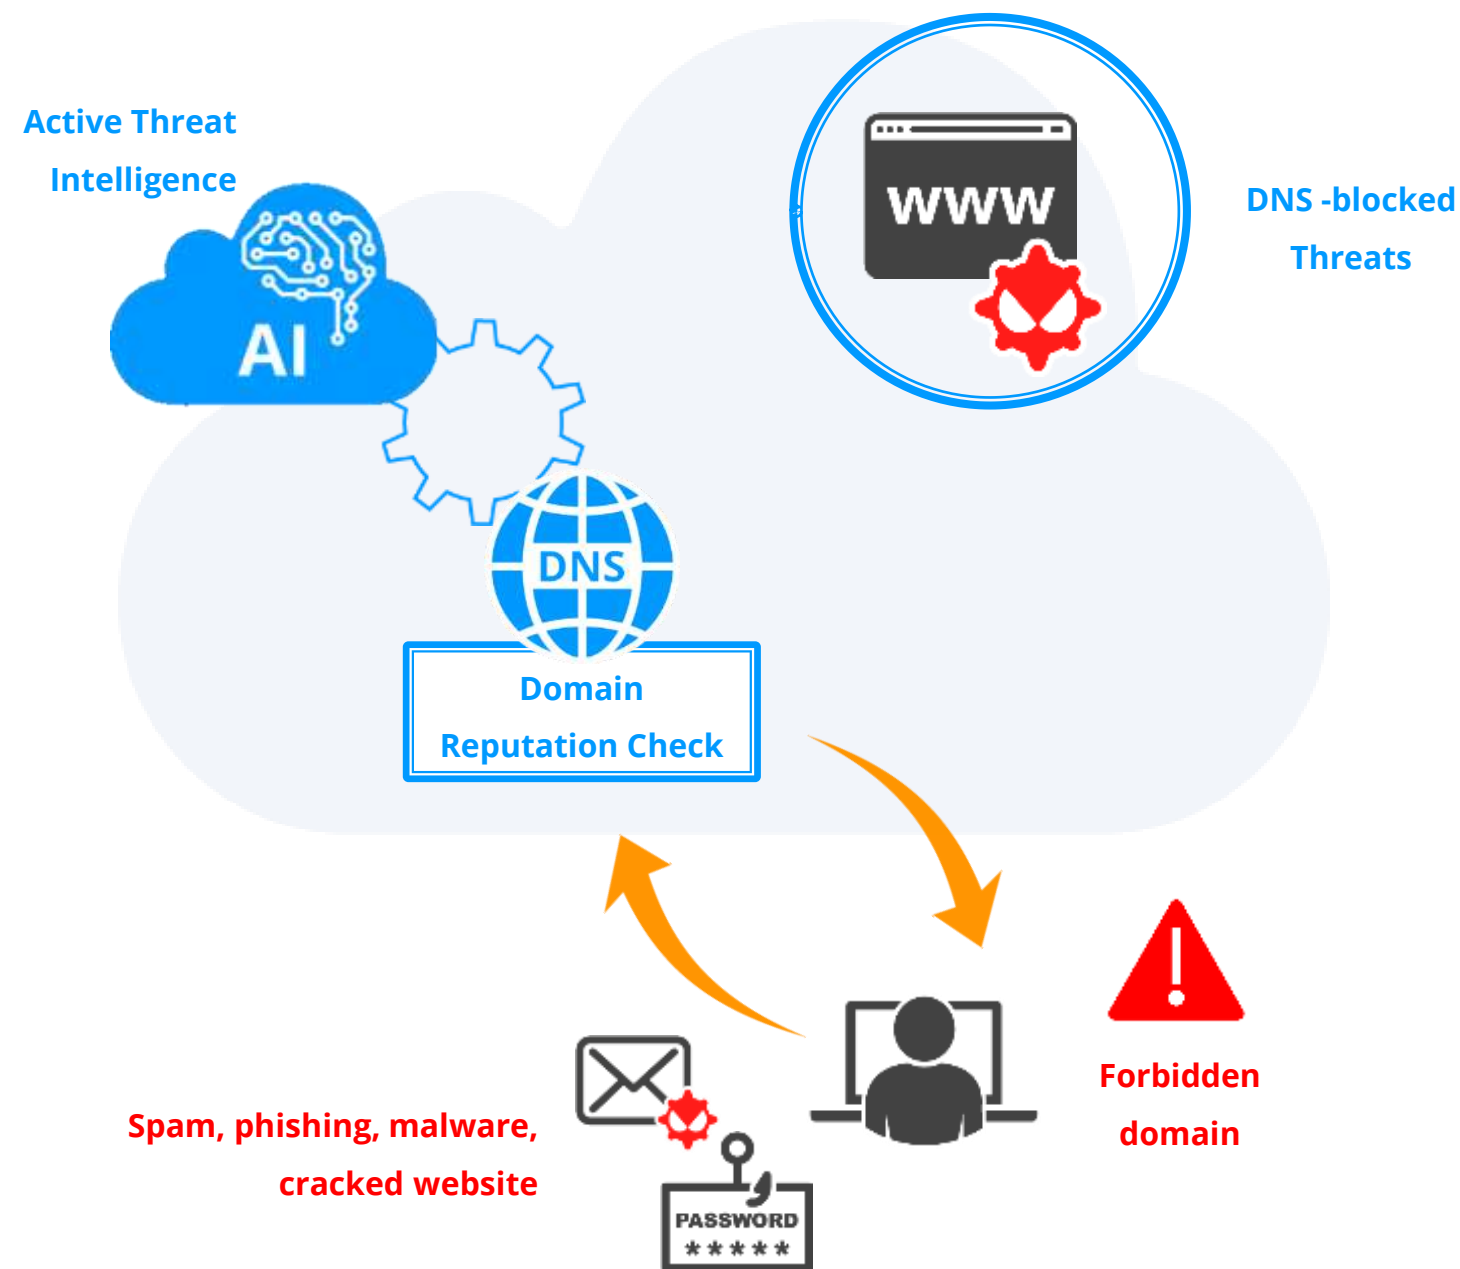 Active Threat
Intelligence
AI
www
DNS -blocked
Threats
DNS
Domain
Reputation Check
Forbidden
domain
Spam, phishing, malware,
cracked website
PASSWORD
*****